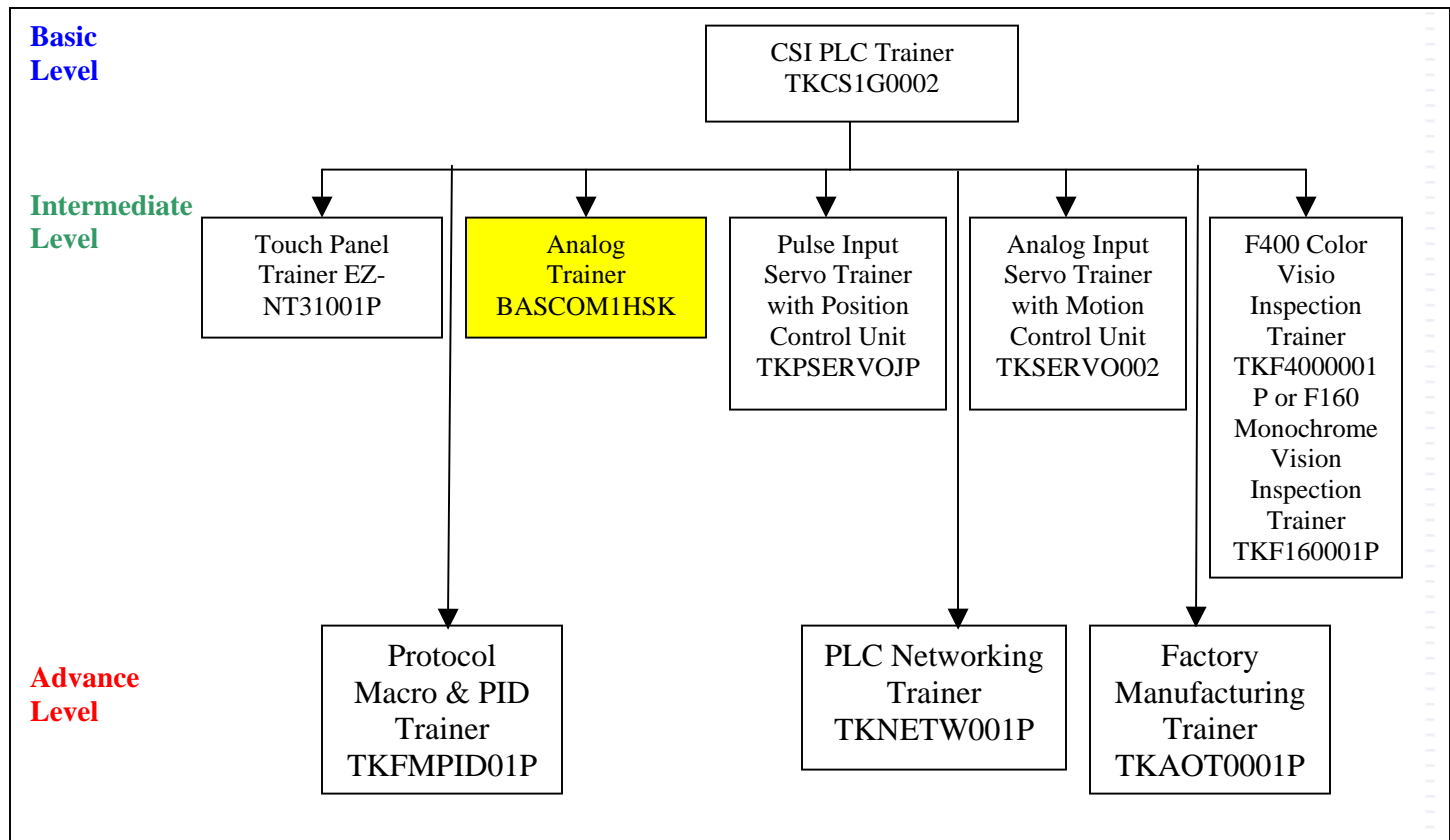 Basic
Level
CSI PLC Trainer
TKCS1G0002
Intermediate
Level
Touch Panel
Trainer EZ-
NT31001P
Analog
Trainer
BASCOM1HSK
Pulse Input
Servo Trainer
with Position
Control Unit
TKPSERVOJP
Analog Input
Servo Trainer
with Motion
Control Unit
TKSERVO002
F400 Color
Visio
Inspection
Trainer
TKF4000001
P or F160
Monochrome
Vision
Inspection
Trainer
TKF160001P
Advance
Level
Protocol
Macro & PID
Trainer
TKFMPID01P
PLC Networking
Trainer
TKNETW001P
Factory
Manufacturing
Trainer
TKAOT0001P